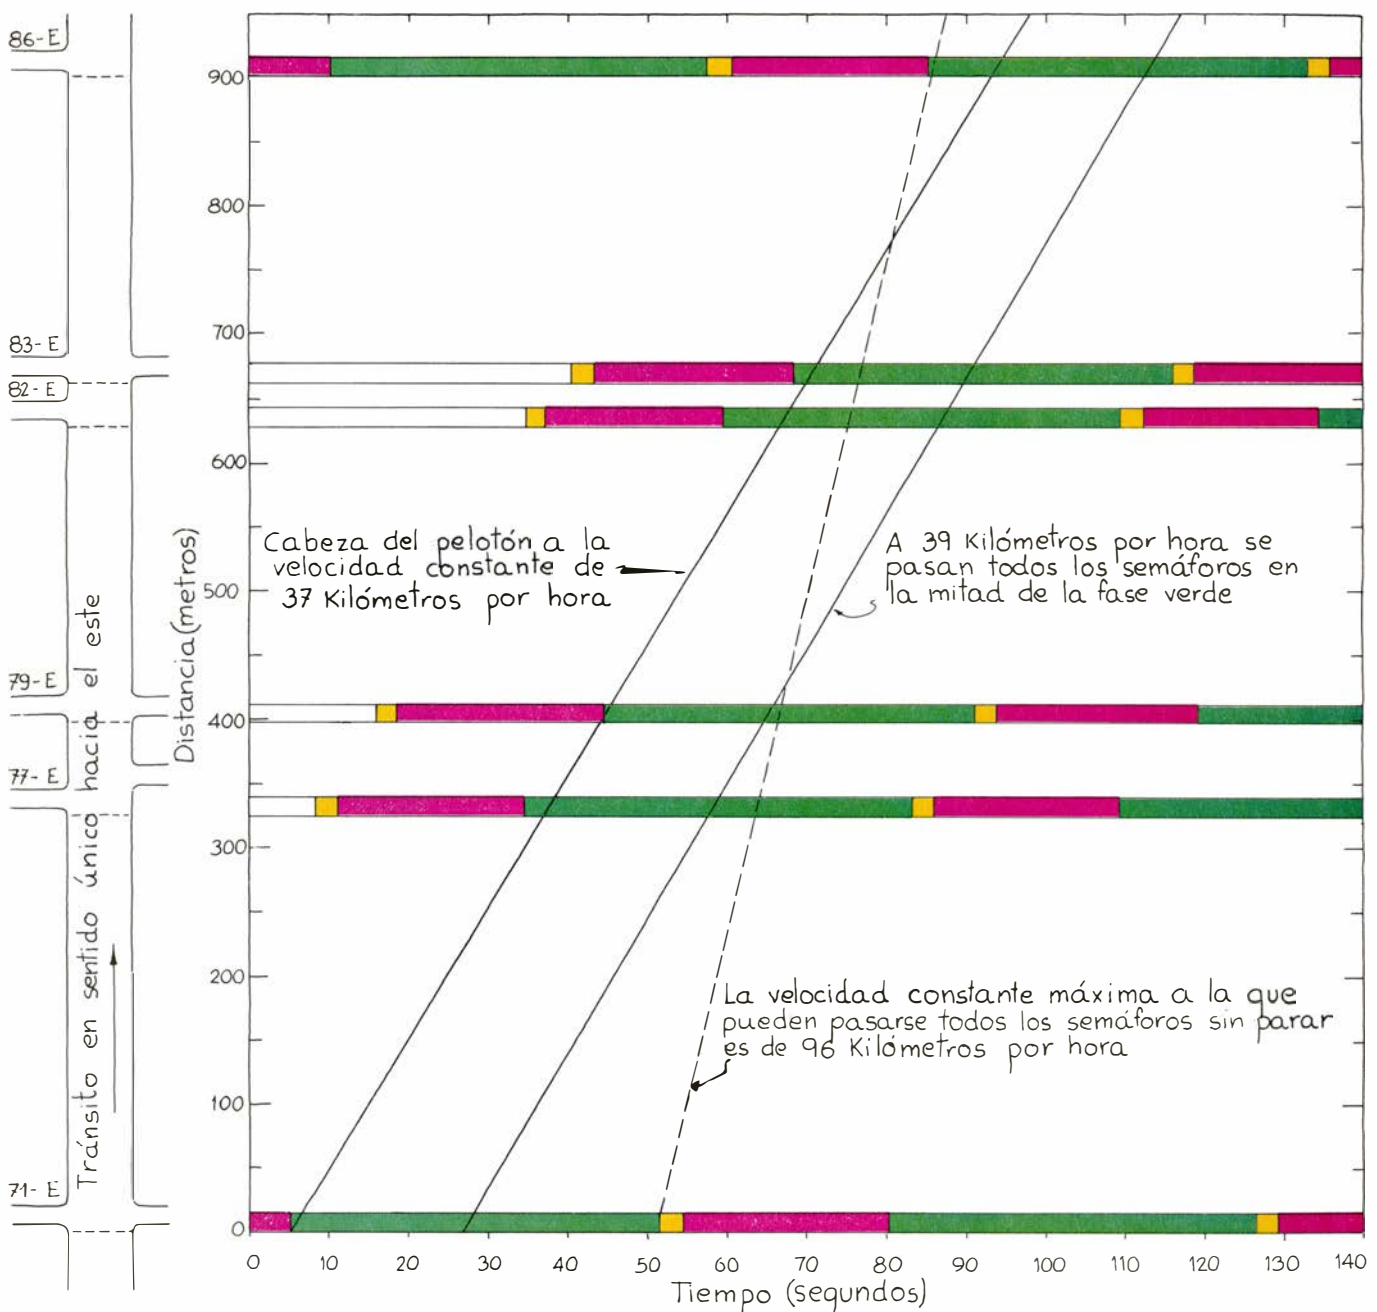 86-E
83-E
82-E
79-E
77-E
71-E
Tránsito en sentido único hacia el este
Distancia (metros)
900
800
700
600
500
400
300
200
100
0
Cabeza del pelotón a la
velocidad constante de
37 Kilómetros por hora
A 39 Kilómetros por hora se
pasan todos los semáforos en
la mitad de la fase verde
La velocidad constante máxima a la que
pueden pasarse todos los semáforos sin parar
es de 96 Kilómetros por hora
0 10 20 30 40 50 60 70 80 90 100 110 120 130 140
Tiempo (segundos)